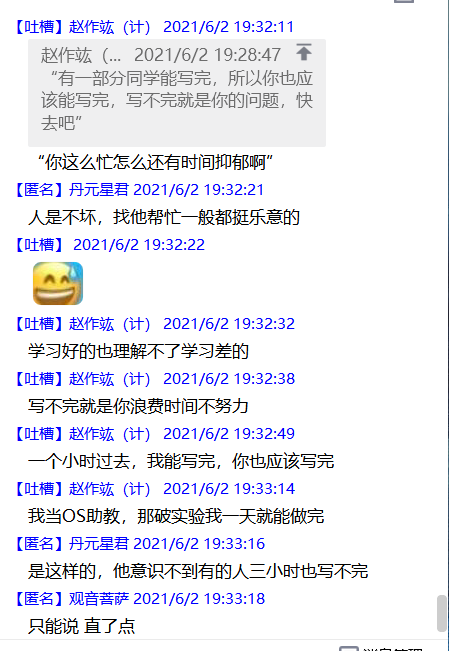 【吐槽】赵作竑（计） 2021/6/2 19:32:11
赵作竑（... 2021/6/2 19:28:47
“有一部分同学能写完，所以你也应
该能写完，写不完就是你的问题，快
去吧”
“你这么忙怎么还有时间抑郁啊”
【匿名】丹元星君 2021/6/2 19:32:21
人是不坏，找他帮忙一般都挺乐意的
【吐槽】 2021/6/2 19:32:22
【吐槽】赵作竑（计） 2021/6/2 19:32:32
学习好的也理解不了学习差的
【吐槽】赵作竑（计） 2021/6/2 19:32:38
写不完就是你浪费时间不努力
【吐槽】赵作竑（计） 2021/6/2 19:32:49
一个小时过去，我能写完，你也应该写完
【吐槽】赵作竑（计） 2021/6/2 19:33:14
我当OS助教，那破实验我一天就能做完
【匿名】丹元星君 2021/6/2 19:33:16
是这样的，他意识不到有的人三小时也写不完
【匿名】观音菩萨 2021/6/2 19:33:18
只能说 直了点